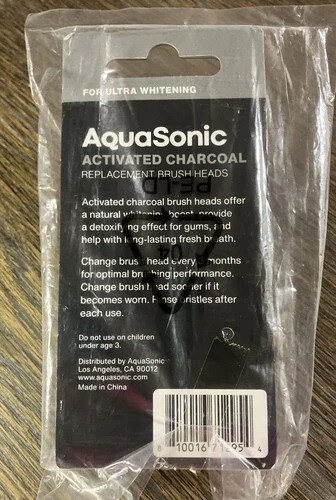 FOR ULTRA WHITENING
AquaSonic
ACTIVATED CHARCOAL
REPLACEMENT BRUSH HEADS
PE-LD
Activated charcoal brush heads offer
a natural whitening boost, provide
a detoxifying effect for gums, and
help with long-lasting fresh breath.
Change brush head every months
for optimal brushing performance.
Change brush head sooner if it
becomes worn. Rinse bristles after
each use.
Do not use on children
under age 3.
Distributed by AquaSonic
Los Angeles, CA 90012
www.aquasonic.com
Made in China